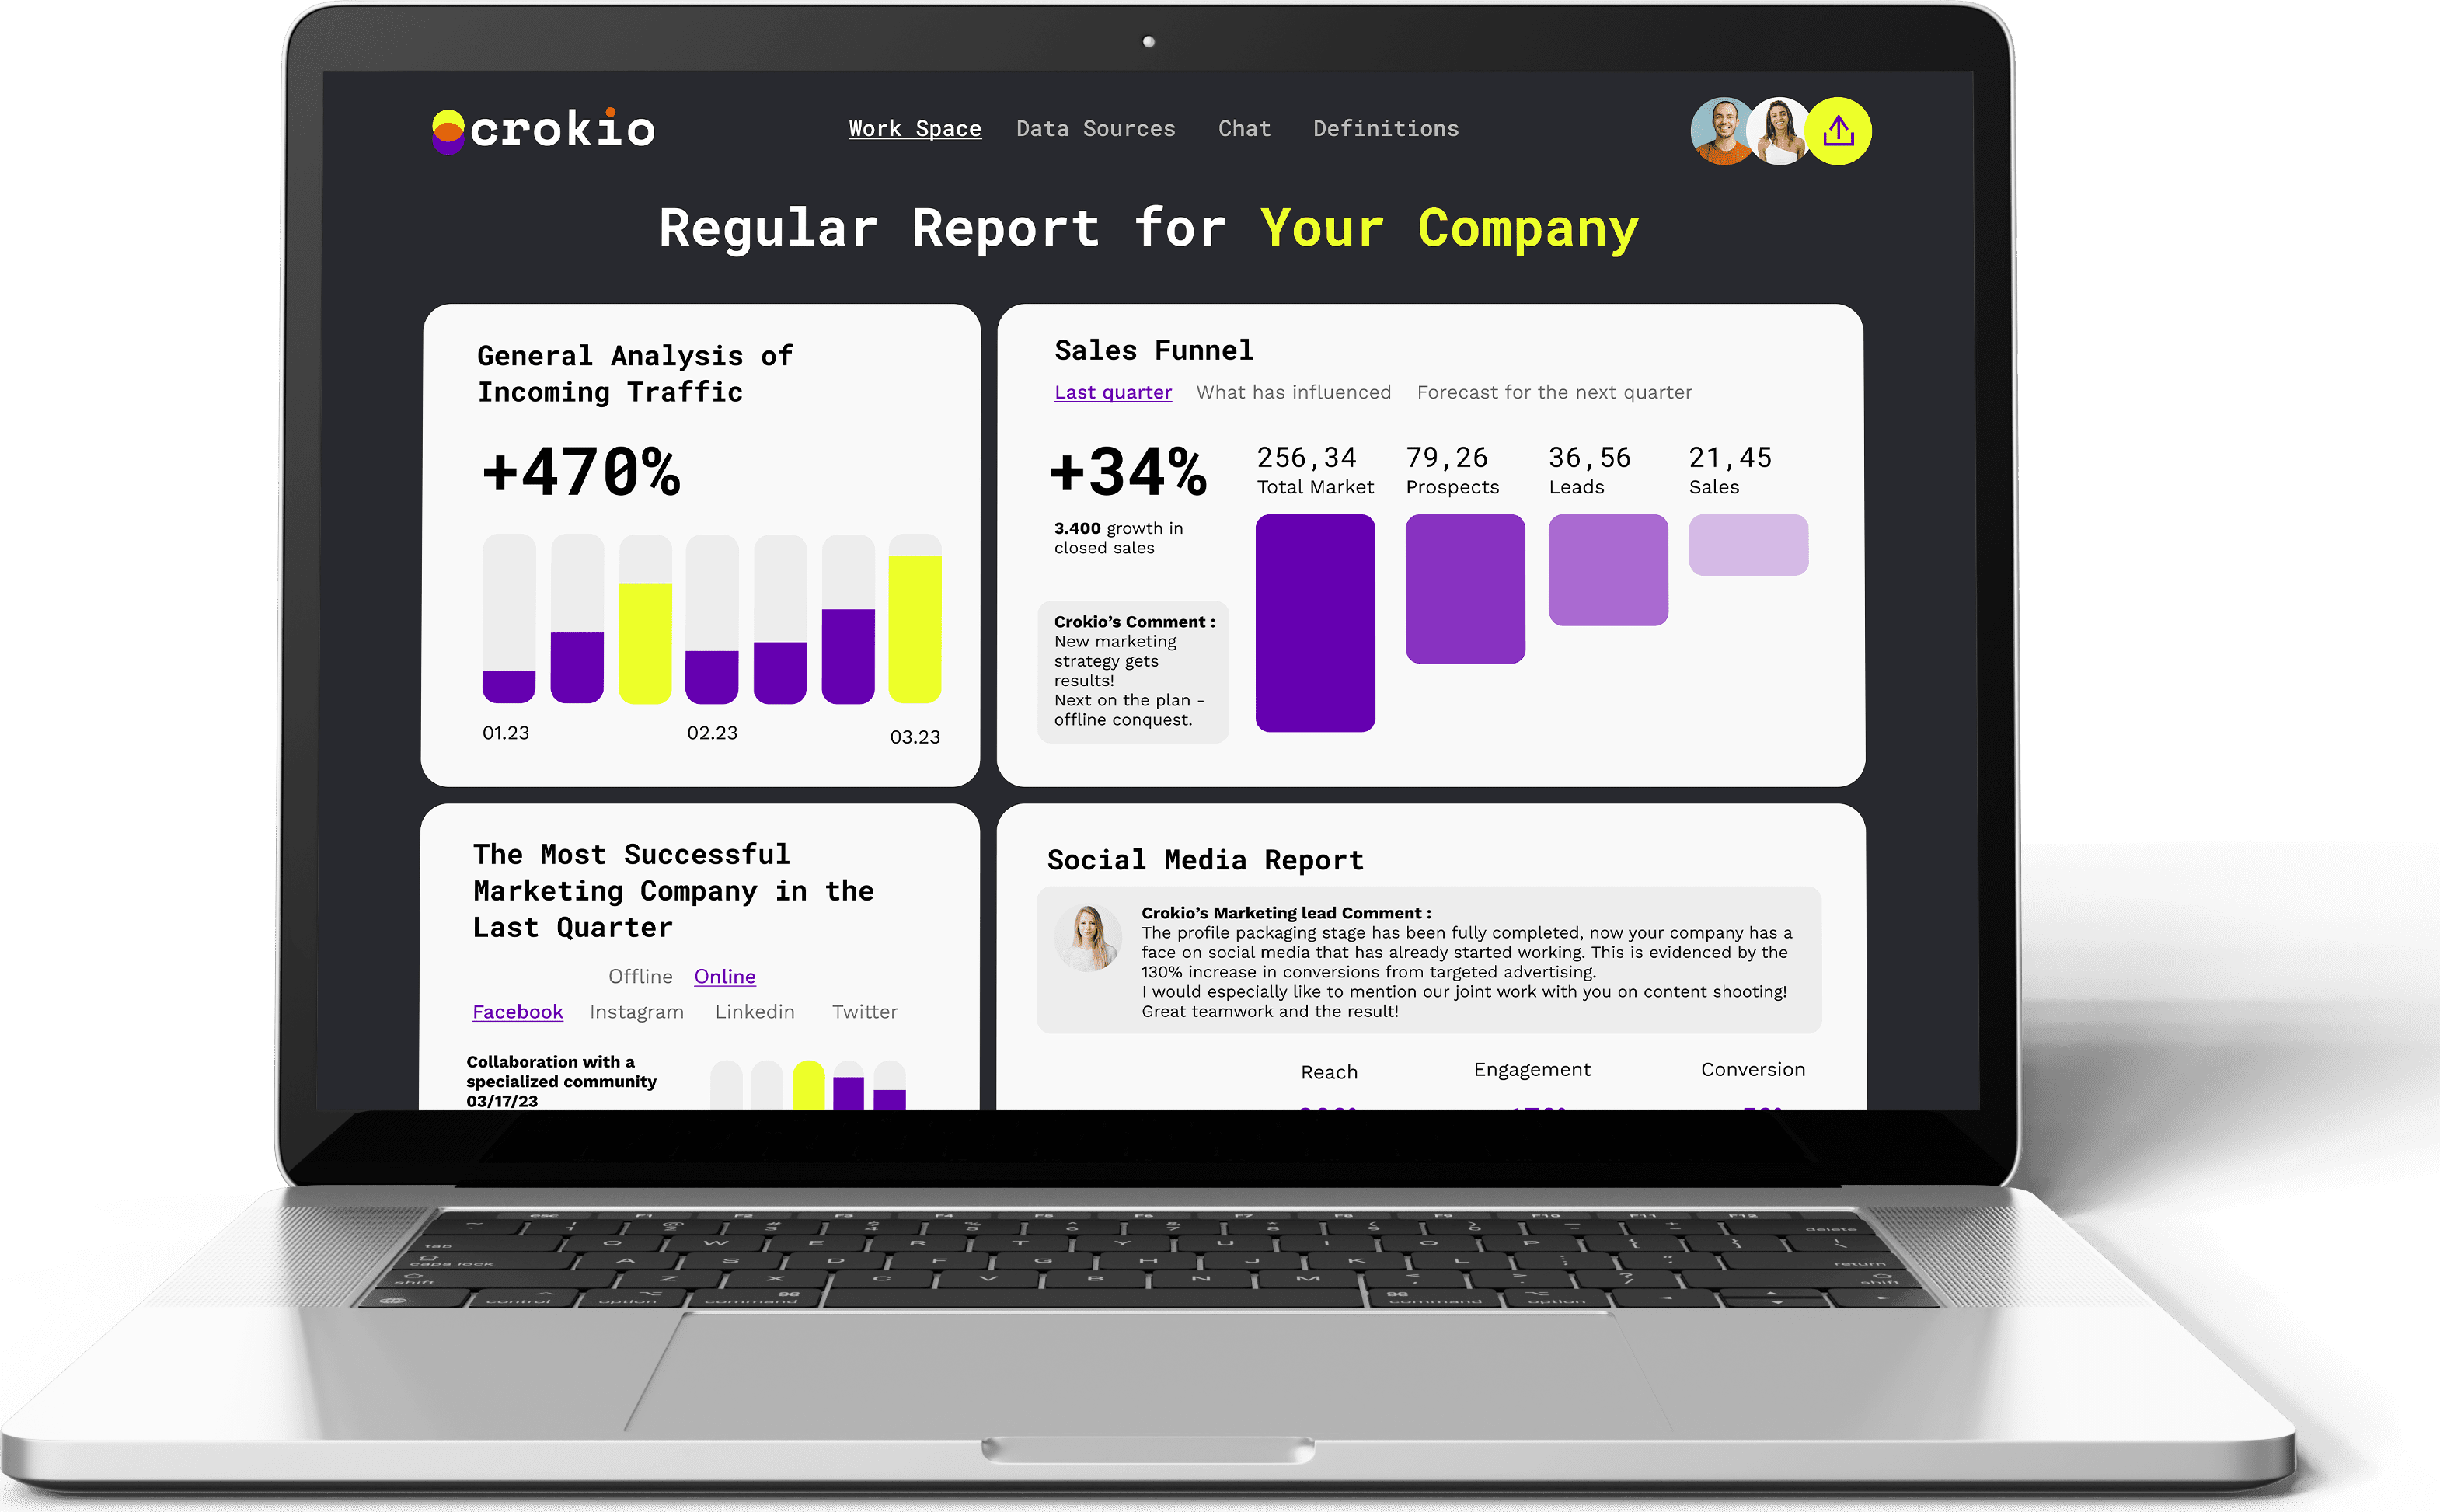 crokio
Work Space Data Sources Chat Definitions
Regular Report for Your Company
General Analysis of
Incoming Traffic
+470%
01.23 02.23 03.23
Sales Funnel
Last quarter What has influenced Forecast for the next quarter
+34%
3.400 growth in
closed sales
Crokio’s Comment :
New marketing
strategy gets
results!
Next on the plan -
offline conquest.
256,34 79,26 36,56 21,45
Total Market Prospects Leads Sales
The Most Successful
Marketing Company in the
Last Quarter
Offline Online
Facebook Instagram Linkedin Twitter
Collaboration with a
specialized community
03/17/23
Social Media Report
Crokio’s Marketing lead Comment :
The profile packaging stage has been fully completed, now your company has a
face on social media that has already started working. This is evidenced by the
130% increase in conversions from targeted advertising.
I would especially like to mention our joint work with you on content shooting!
Great teamwork and the result!
Reach Engagement Conversion
esc F1 F2 F3 F4 F5 F6 F7 F8 F9 F10 F11 F12
delete
tab Q W E R T Y U I O P
caps lock A S D F G H J K L return
shift Z X C V B N M shift
control option command command option